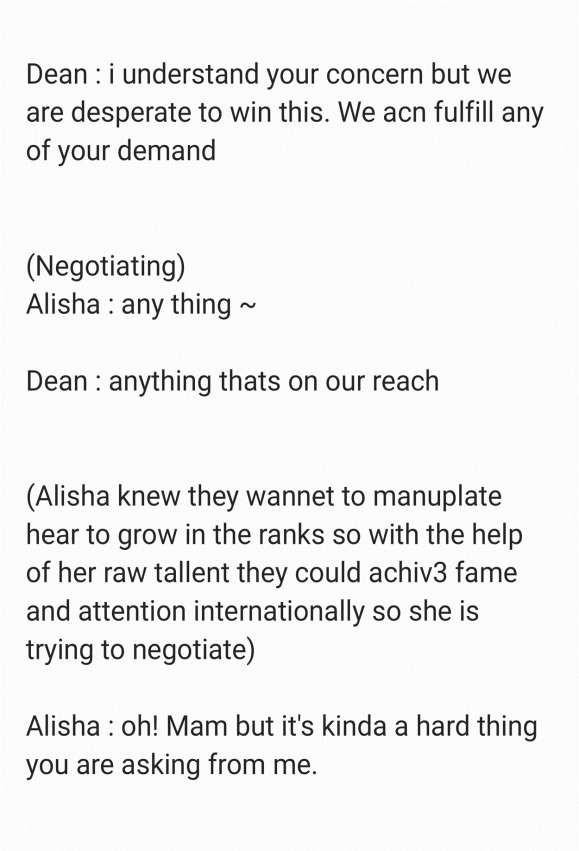 Dean : i understand your concern but we
are desperate to win this. We acn fulfill any
of your demand
(Negotiating)
Alisha : any thing ~
Dean : anything thats on our reach
(Alisha knew they wannet to manuplate
hear to grow in the ranks so with the help
of her raw tallent they could achiv3 fame
and attention internationally so she is
trying to negotiate)
Alisha : oh! Mam but it's kinda a hard thing
you are asking from me.